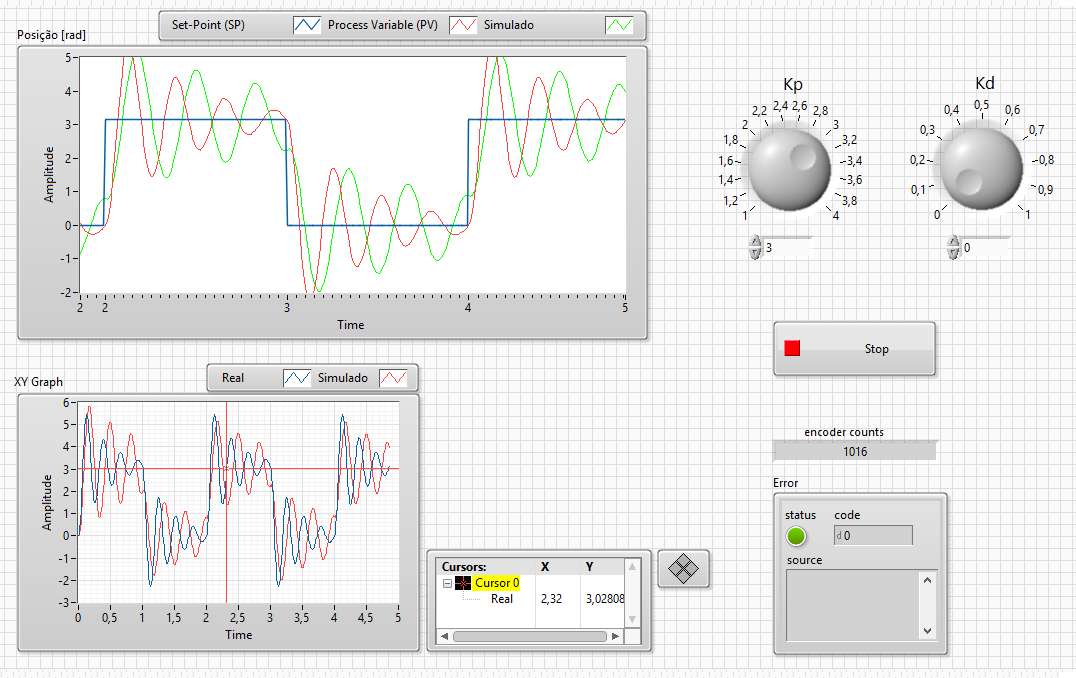 Posição [rad]
Set-Point (SP) Process Variable (PV) Simulado
5
4
3
2
1
0
-1
-2
Amplitude
2 2 3 4 5
Time
Kp
1 1,2 1,4 1,6 1,8 2 2,2 2,4 2,6 2,8 3 3,2 3,4 3,6 3,8 4
3
Kd
0 0,1 0,2 0,3 0,4 0,5 0,6 0,7 0,8 0,9 1
0
Stop
encoder counts
1016
Error
status code
d 0
source
XY Graph
Real Simulado
6
5
4
3
2
1
0
-1
-2
-3
Amplitude
0 0,5 1 1,5 2 2,5 3 3,5 4 4,5 5
Time
Cursors: X Y
Cursor 0
Real 2,32 3,02808